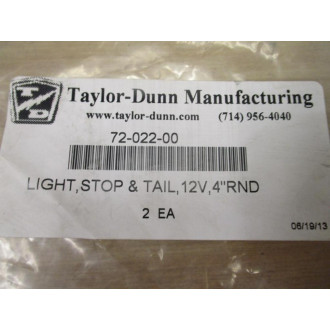 T/D
Taylor-Dunn Manufacturing
www.taylor-dunn.com (714) 956-4040
72-022-00
LIGHT,STOP & TAIL,12V,4"RND
2 EA
06/19/13